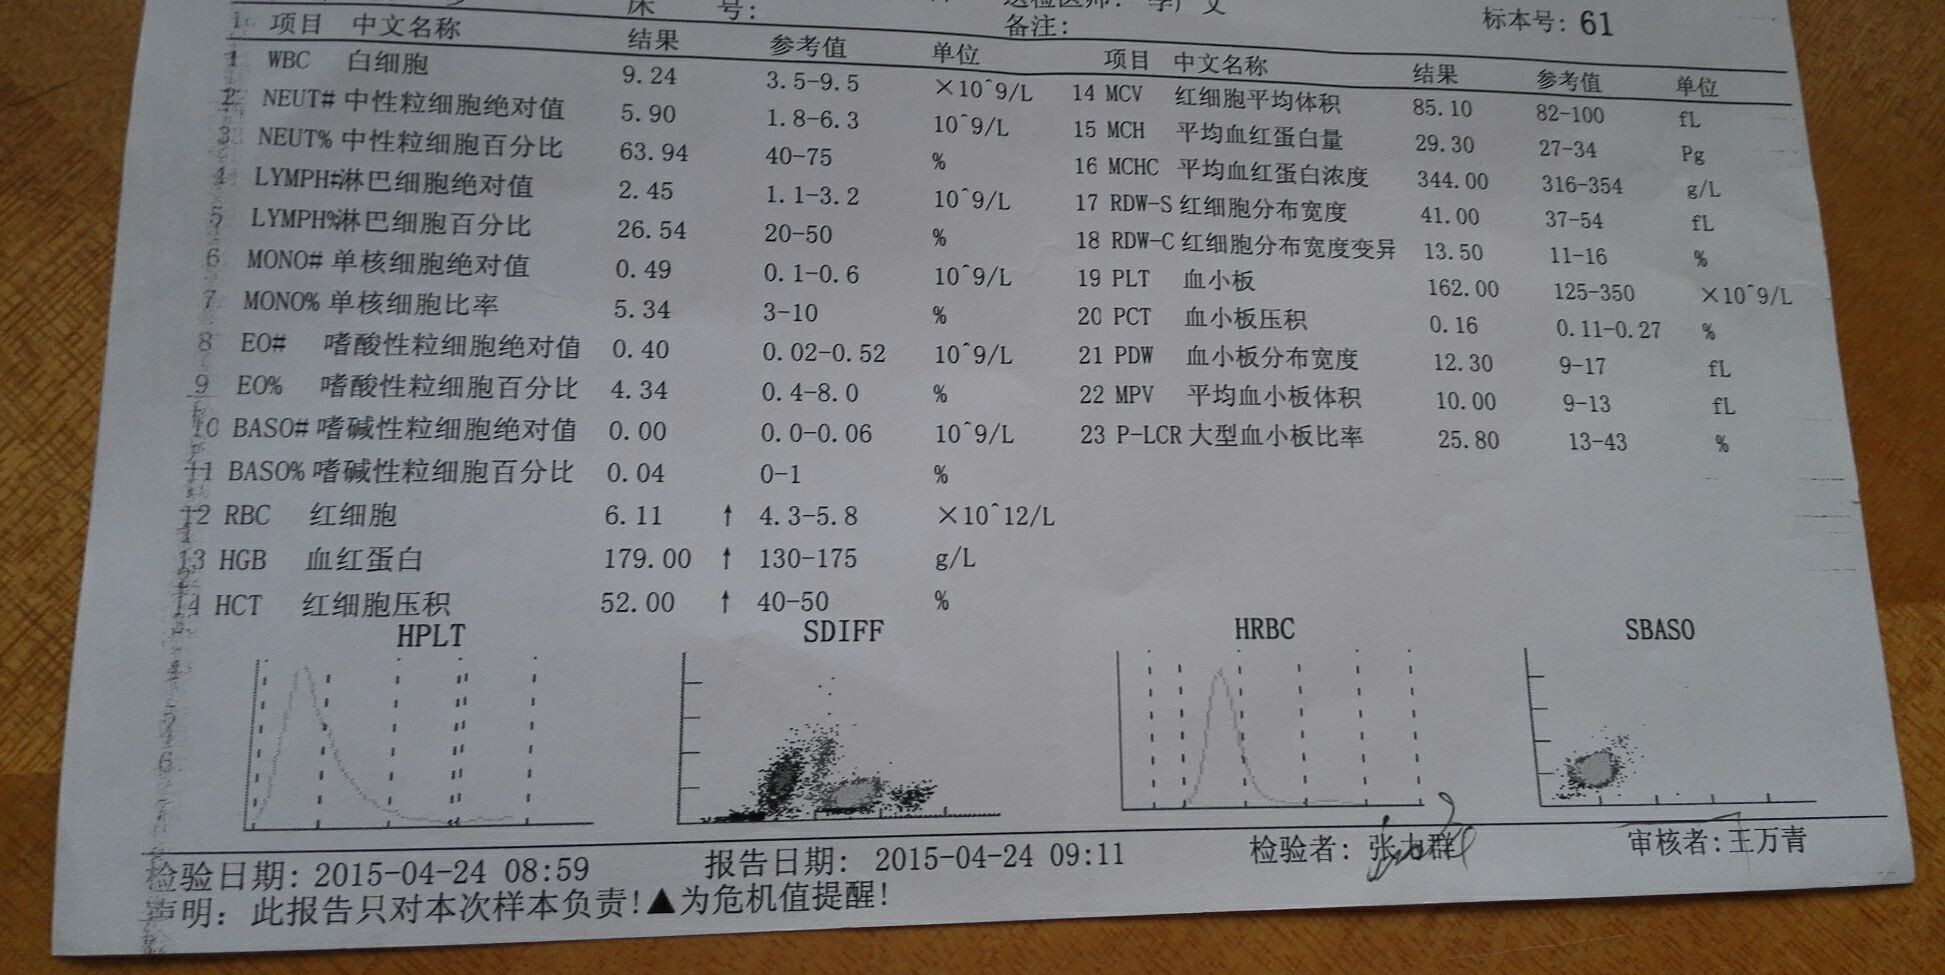 床 号:
送检医师:
备注:
标本号: 61
项目 中文名称 结果 参考值 单位
1 WBC 白细胞 9.24 3.5-9.5 ×10^9/L
2 NEUT# 中性粒细胞绝对值 5.90 1.8-6.3 10^9/L
3 NEUT% 中性粒细胞百分比 63.94 40-75 %
4 LYMPH# 淋巴细胞绝对值 2.45 1.1-3.2 10^9/L
5 LYMPH% 淋巴细胞百分比 26.54 20-50 %
6 MONO# 单核细胞绝对值 0.49 0.1-0.6 10^9/L
7 MONO% 单核细胞比率 5.34 3-10 %
8 EO# 嗜酸性粒细胞绝对值 0.40 0.02-0.52 10^9/L
9 EO% 嗜酸性粒细胞百分比 4.34 0.4-8.0 %
10 BASO# 嗜碱性粒细胞绝对值 0.00 0.0-0.06 10^9/L
11 BASO% 嗜碱性粒细胞百分比 0.04 0-1 %
12 RBC 红细胞 6.11 ↑ 4.3-5.8 ×10^12/L
13 HGB 血红蛋白 179.00 ↑ 130-175 g/L
14 HCT 红细胞压积 52.00 ↑ 40-50 %
项目 中文名称 结果 参考值 单位
14 MCV 红细胞平均体积 85.10 82-100 fL
15 MCH 平均血红蛋白量 29.30 27-34 Pg
16 MCHC 平均血红蛋白浓度 344.00 316-354 g/L
17 RDW-S 红细胞分布宽度 41.00 37-54 fL
18 RDW-C 红细胞分布宽度变异 13.50 11-16 %
19 PLT 血小板 162.00 125-350 ×10^9/L
20 PCT 血小板压积 0.16 0.11-0.27 %
21 PDW 血小板分布宽度 12.30 9-17 fL
22 MPV 平均血小板体积 10.00 9-13 fL
23 P-LCR 大型血小板比率 25.80 13-43 %
HPLT SDIFF HRBC SBASO
检验日期: 2015-04-24 08:59 报告日期: 2015-04-24 09:11 检验者: 张力群 审核者: 王万青
声明: 此报告只对本次样本负责!▲为危机值提醒!